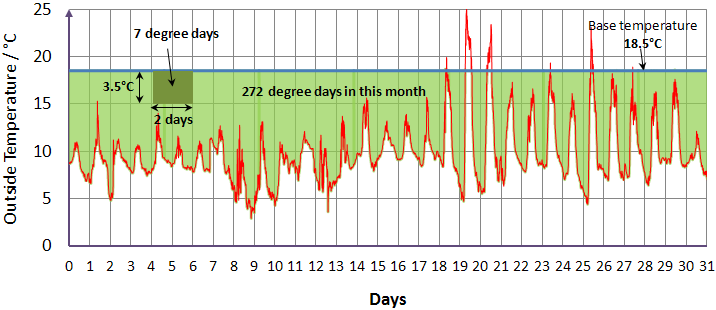 25
20
15
10
5
0
Outside Temperature / °C
7 degree days
Base temperature
18.5°C
3.5°C
272 degree days in this month
2 days
0 1 2 3 4 5 6 7 8 9 10 11 12 13 14 15 16 17 18 19 20 21 22 23 24 25 26 27 28 29 30 31
Days